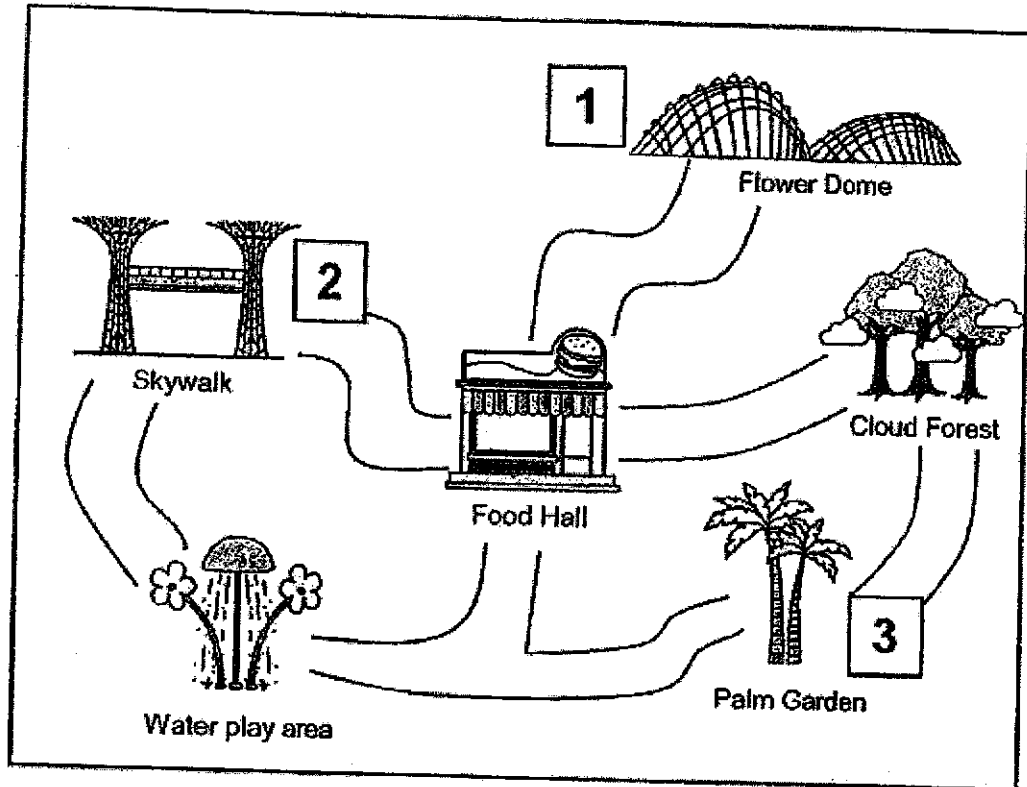 1
Flower Dome
2
Skywalk
Cloud Forest
Food Hall
3
Palm Garden
Water play area